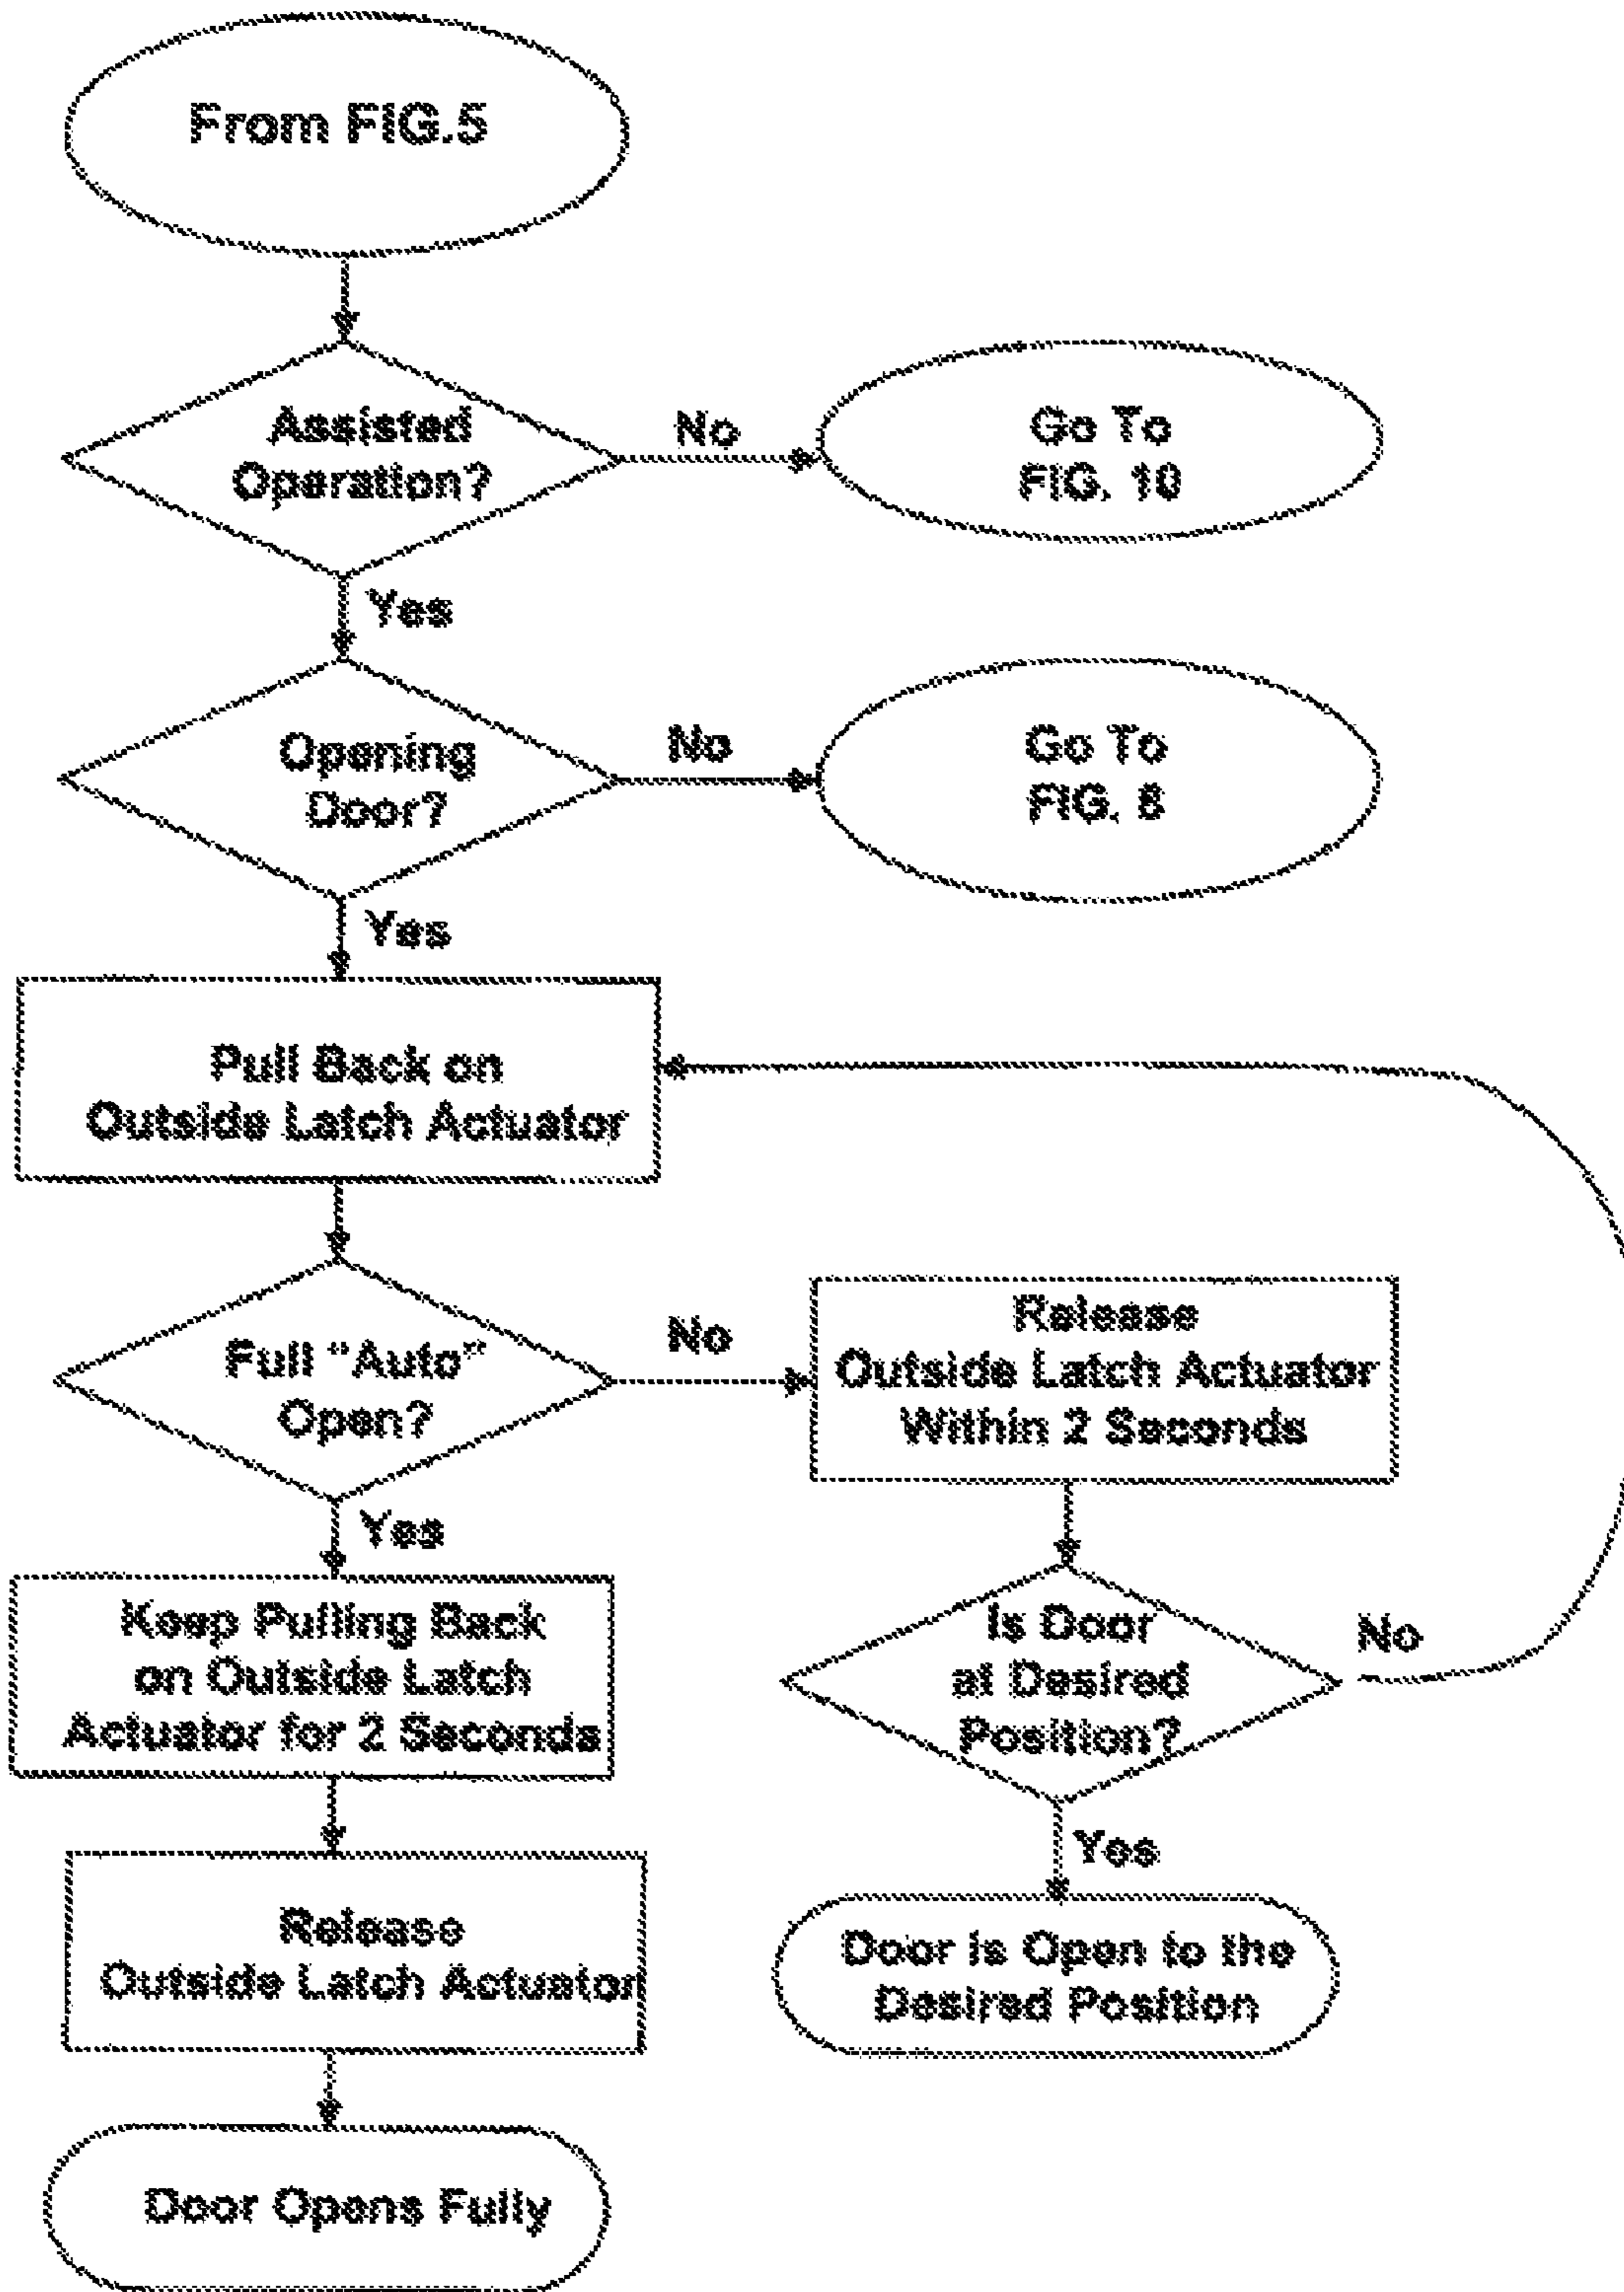 From FIG.5
Assisted
Operation?
No
Go To
FIG. 10
Yes
Opening
Door?
No
Go To
FIG.
Yes
Pull Back on
Outside Latch Actuator
Full "Auto"
Open?
No
Release
Outside Latch Actuator
Within 2 Seconds
Yes
Keep Pulling Back
on Outside Latch
Actuator for 2 Seconds
Is Door
at Desired
Position?
No
Yes
Release
Outside Latch Actuator
Door is Open to the
Desired Position
Door Opens Fully